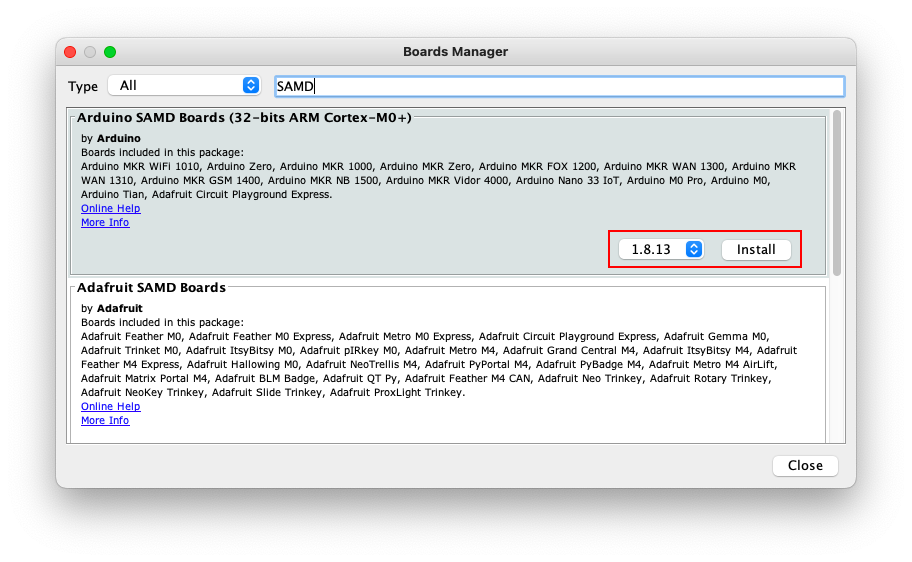 Boards Manager
Type All SAMD
Arduino SAMD Boards (32-bits ARM Cortex-M0+)
by Arduino
Boards included in this package:
Arduino MKR WiFi 1010, Arduino Zero, Arduino MKR 1000, Arduino MKR Zero, Arduino MKR FOX 1200, Arduino MKR WAN 1300, Arduino MKR
WAN 1310, Arduino MKR GSM 1400, Arduino MKR NB 1500, Arduino MKR Vidor 4000, Arduino Nano 33 IoT, Arduino M0 Pro, Arduino M0,
Arduino Tian, Adafruit Circuit Playground Express.
Online Help
More Info
1.8.13 Install
Adafruit SAMD Boards
by Adafruit
Boards included in this package:
Adafruit Feather M0, Adafruit Feather M0 Express, Adafruit Metro M0 Express, Adafruit Circuit Playground Express, Adafruit Gemma M0,
Adafruit Trinket M0, Adafruit ItsyBitsy M0, Adafruit pIRkey M0, Adafruit Metro M4, Adafruit Grand Central M4, Adafruit ItsyBitsy M4, Adafruit
Feather M4 Express, Adafruit Hallowing M0, Adafruit NeoTrellis M4, Adafruit PyPortal M4, Adafruit PyBadge M4, Adafruit Metro M4 AirLift,
Adafruit Matrix Portal M4, Adafruit BLM Badge, Adafruit QT Py, Adafruit Feather M4 CAN, Adafruit Neo Trinkey, Adafruit Rotary Trinkey,
Adafruit NeoKey Trinkey, Adafruit Slide Trinkey, Adafruit ProxLight Trinkey.
Online Help
More Info
Close